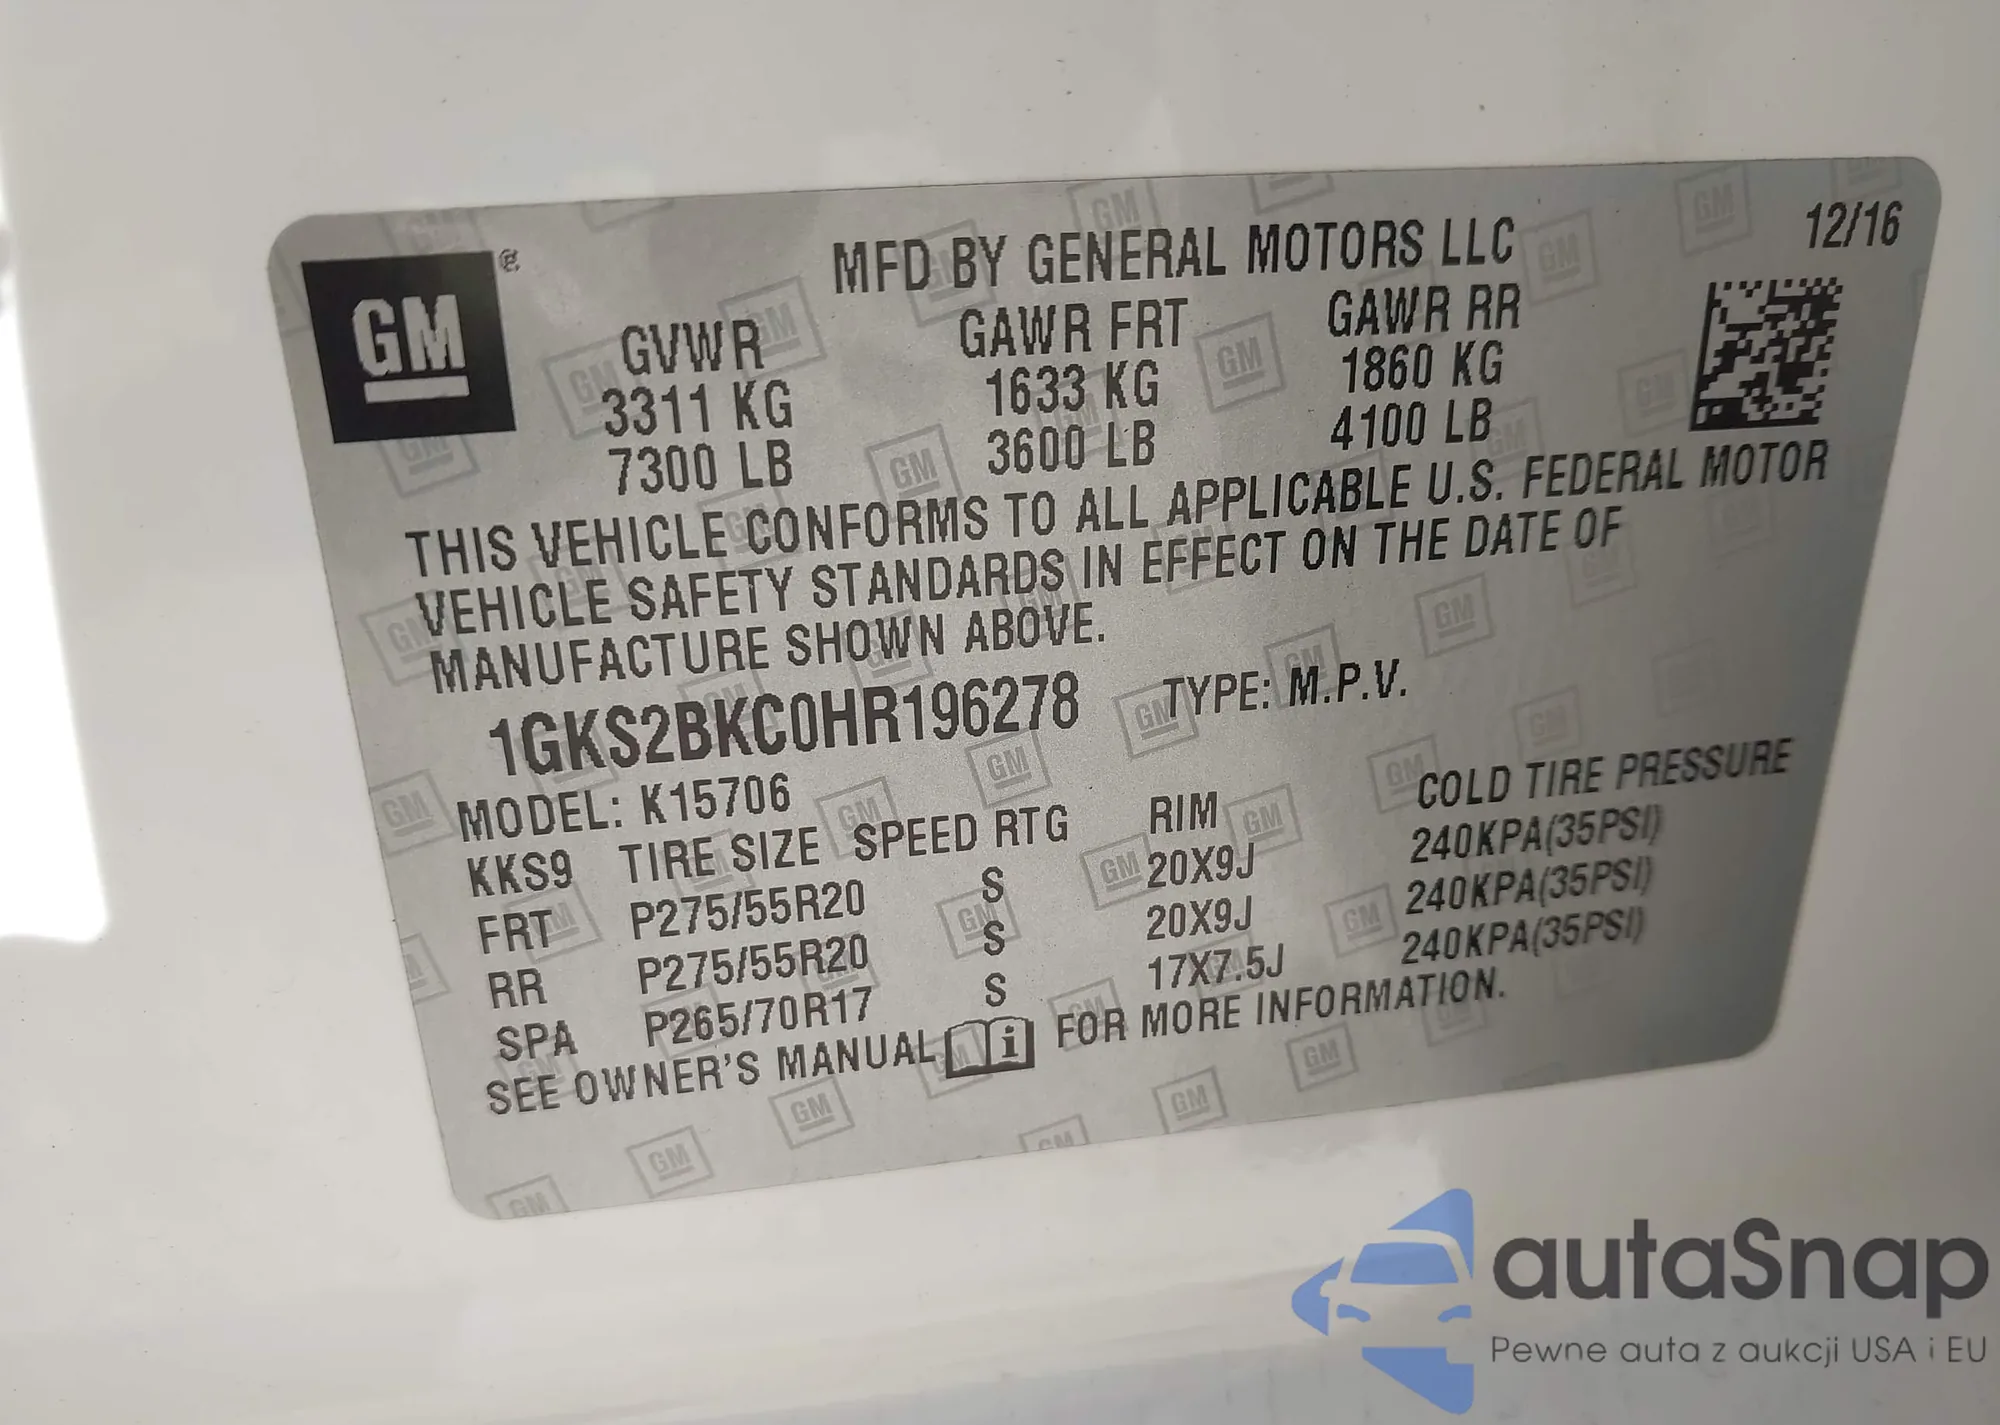 12/16
MFD BY GENERAL MOTORS LLC
GM
GVWR GAWR FRT GAWR RR
3311 KG 1633 KG 1860 KG
7300 LB 3600 LB 4100 LB
THIS VEHICLE CONFORMS TO ALL APPLICABLE U.S. FEDERAL MOTOR
VEHICLE SAFETY STANDARDS IN EFFECT ON THE DATE OF
MANUFACTURE SHOWN ABOVE.
1GKS2BKC0HR196278 TYPE: M.P.V.
MODEL: K15706
KKS9 TIRE SIZE SPEED RTG RIM COLD TIRE PRESSURE
FRT P275/55R20 S 20X9J 240KPA(35PSI)
RR P275/55R20 S 20X9J 240KPA(35PSI)
SPA P265/70R17 S 17X7.5J 240KPA(35PSI)
SEE OWNER'S MANUAL i FOR MORE INFORMATION.
autaSnap
Pewne auta z aukcji USA i EU